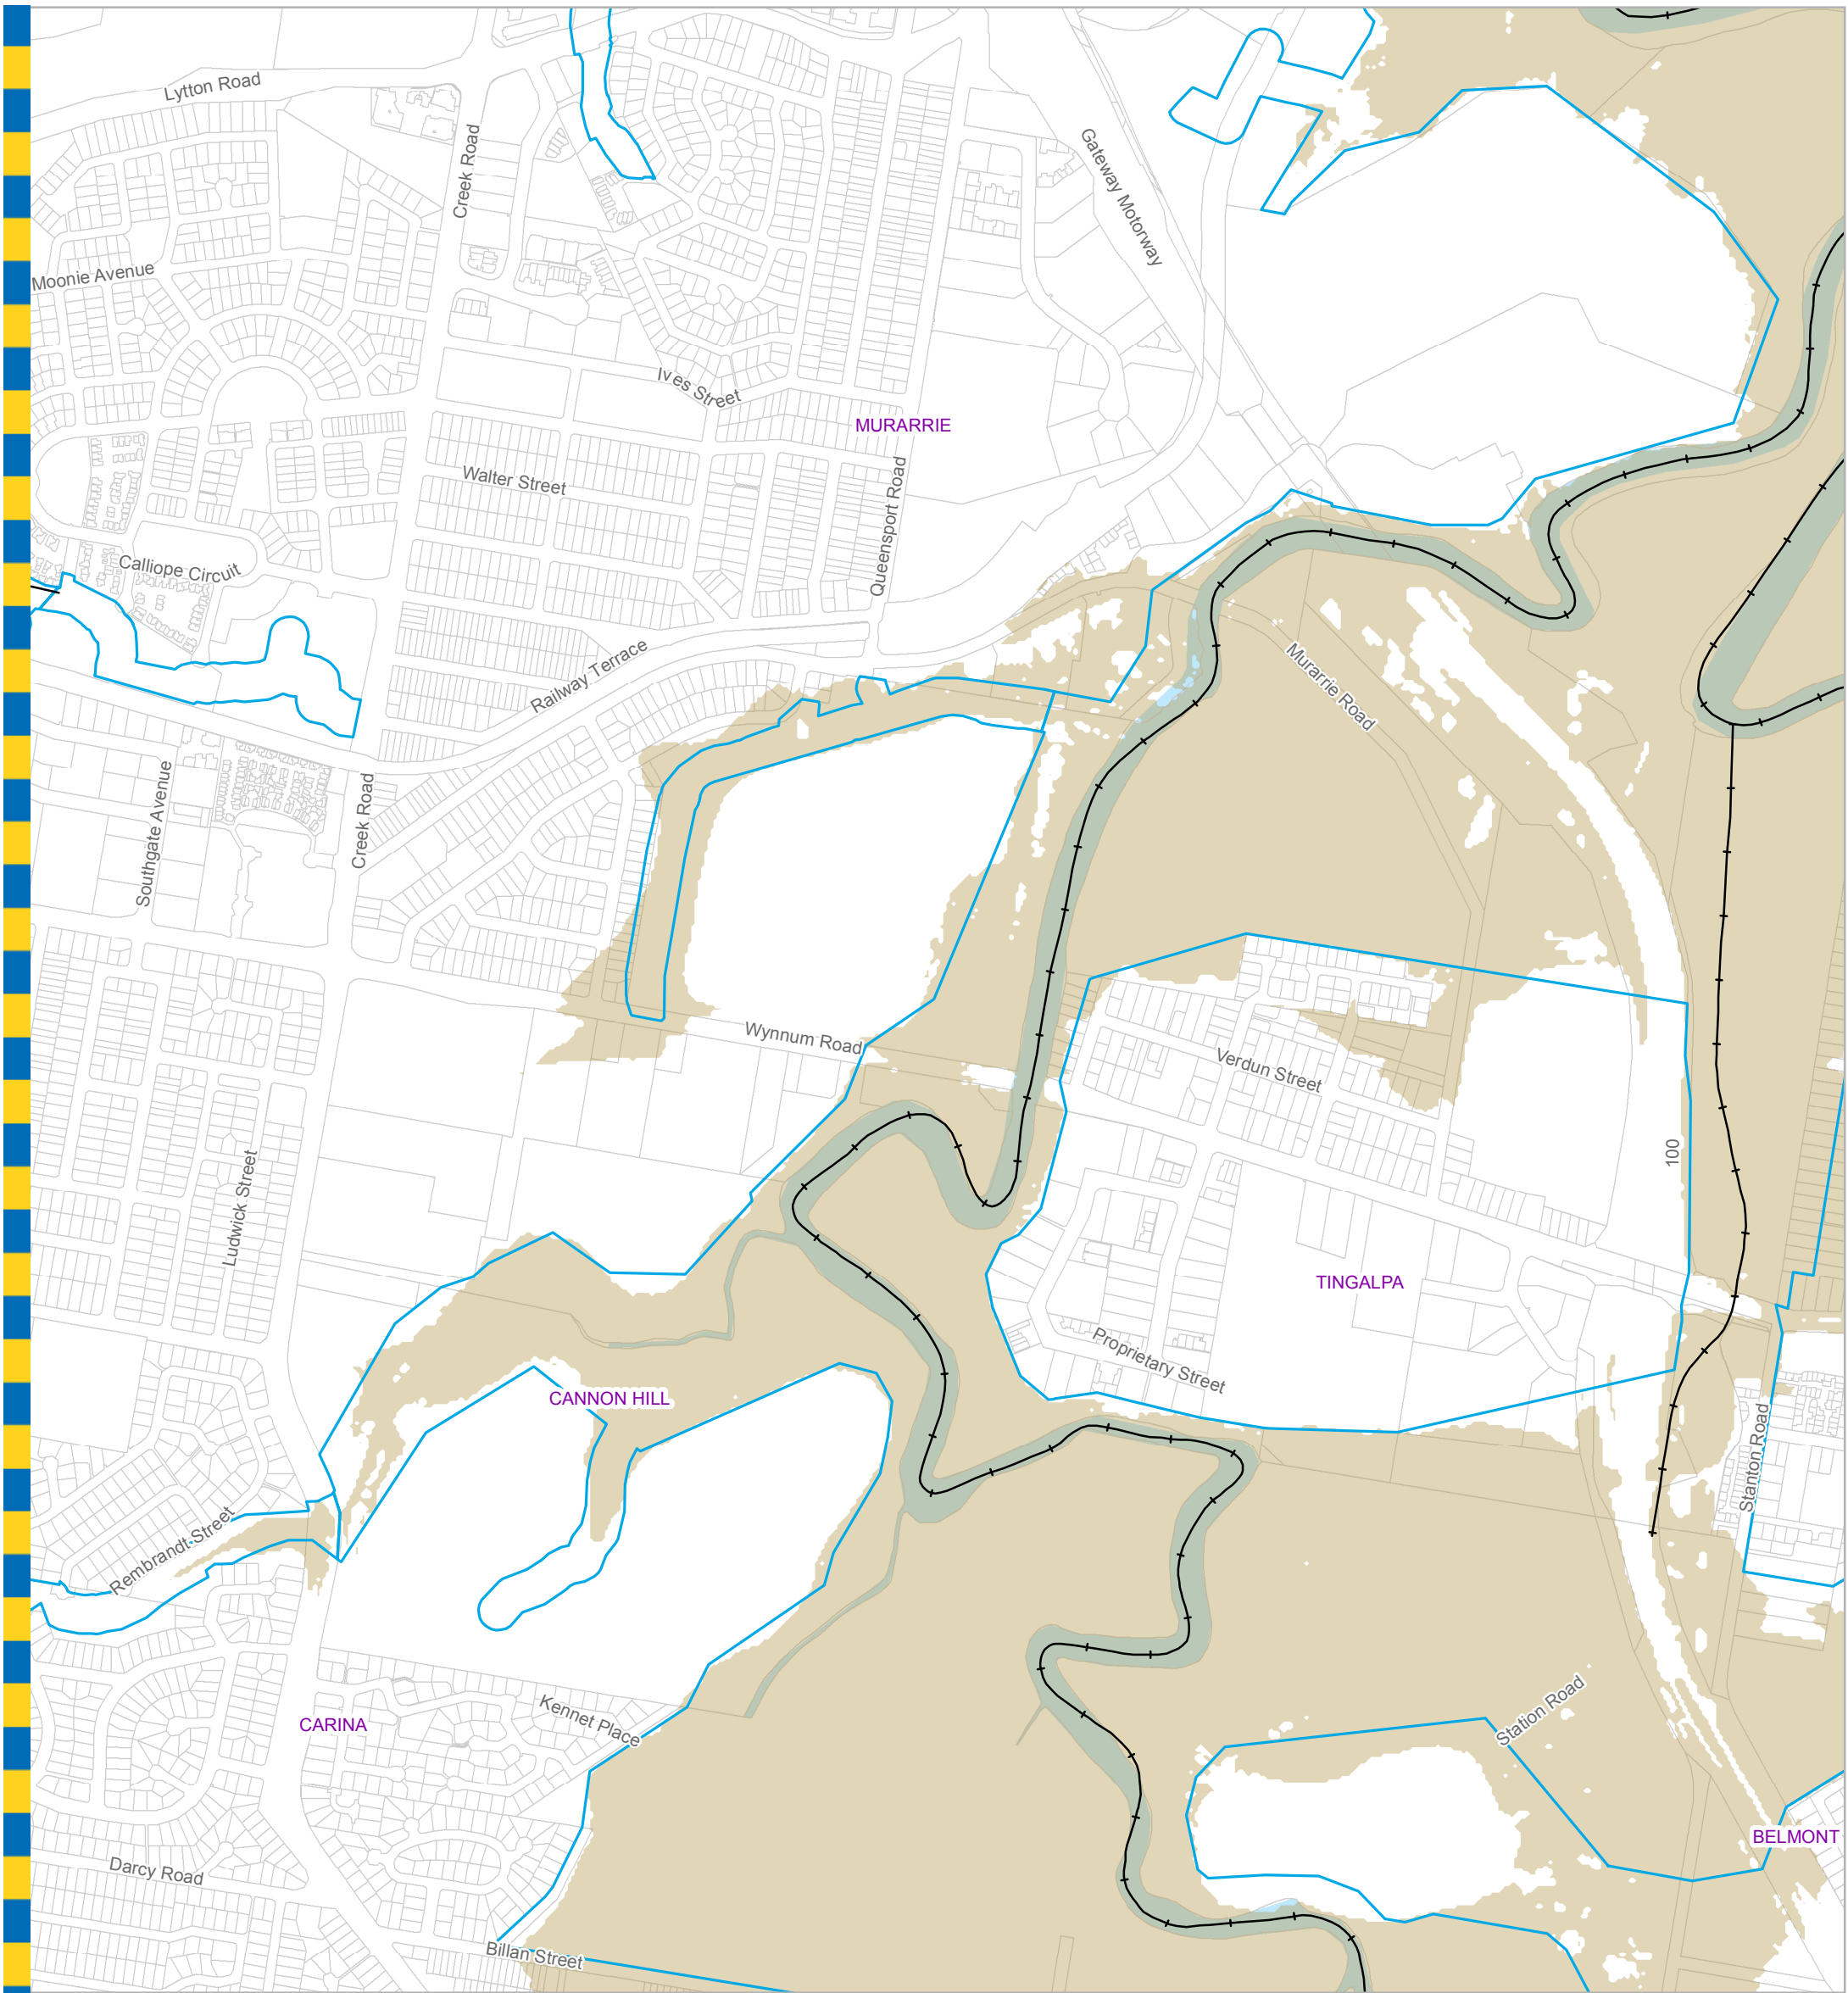 Lytton Road
Creek Road
Gateway Motorway
Moonie Avenue
Ives Street
MURARRIE
Walter Street
Queensport Road
Calliope Circuit
Railway Terrace
Murarrie Road
Southgate Avenue
Creek Road
Wynnum Road
Verdun Street
100
Ludwick Street
TINGALPA
Proprietary Street
CANNON HILL
Stanton Road
Rembrandt Street
Station Road
Kennet Place
CARINA
BELMONT
Darcy Road
Billan Street